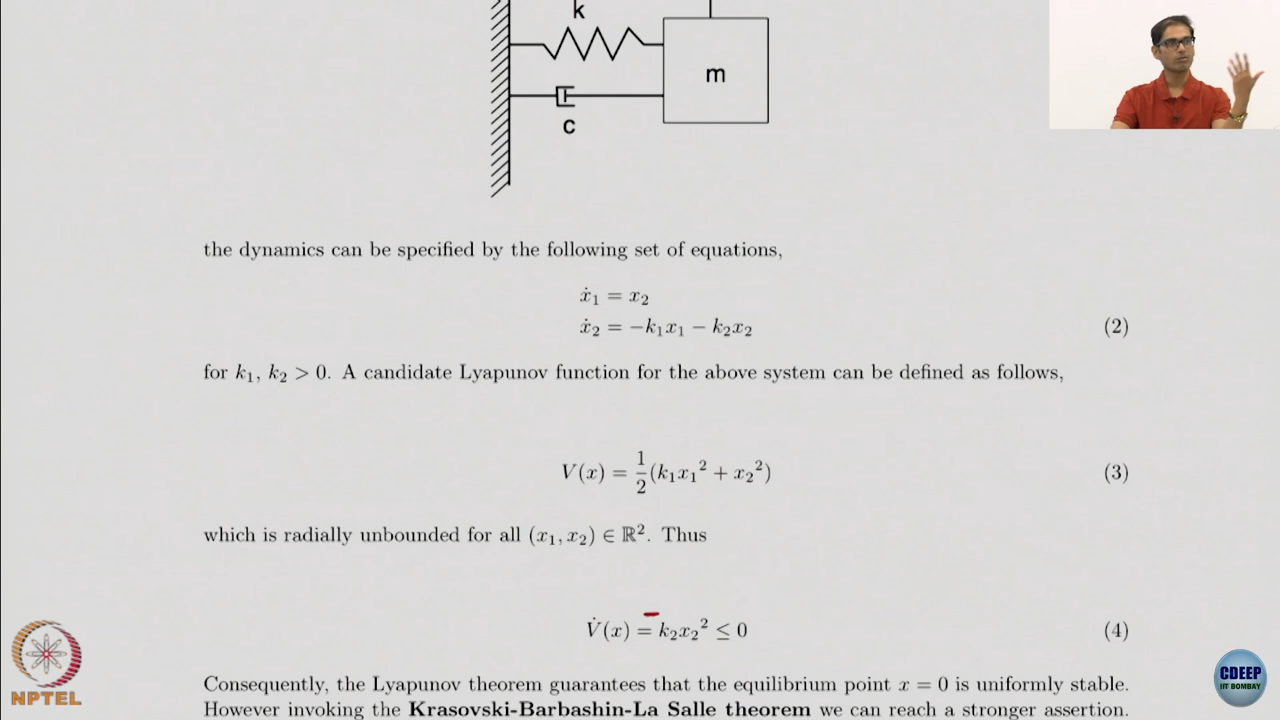 k
m
c
the dynamics can be specified by the following set of equations,
ẋ₁ = x₂
ẋ₂ = −k₁x₁ − k₂x₂ (2)
for k₁, k₂ > 0. A candidate Lyapunov function for the above system can be defined as follows,
V(x) = 1/2(k₁x₁² + x₂²) (3)
which is radially unbounded for all (x₁, x₂) ∈ ℝ². Thus
V̇(x) = k₂x₂² ≤ 0 (4)
Consequently, the Lyapunov theorem guarantees that the equilibrium point x = 0 is uniformly stable.
However invoking the Krasovski-Barbashin-La Salle theorem we can reach a stronger assertion.
NPTEL
CDEEP
IIT BOMBAY